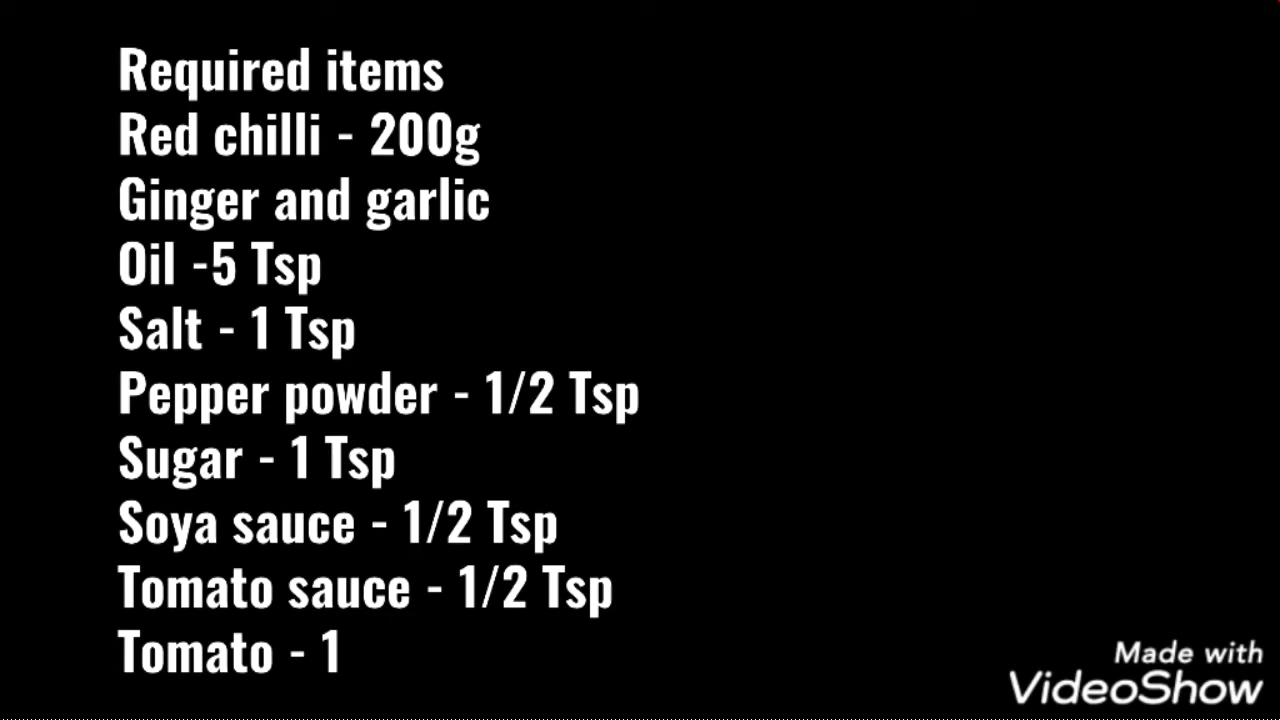 Required items
Red chilli - 200g
Ginger and garlic
Oil -5 Tsp
Salt - 1 Tsp
Pepper powder - 1/2 Tsp
Sugar - 1 Tsp
Soya sauce - 1/2 Tsp
Tomato sauce - 1/2 Tsp
Tomato - 1
Made with
VideoShow